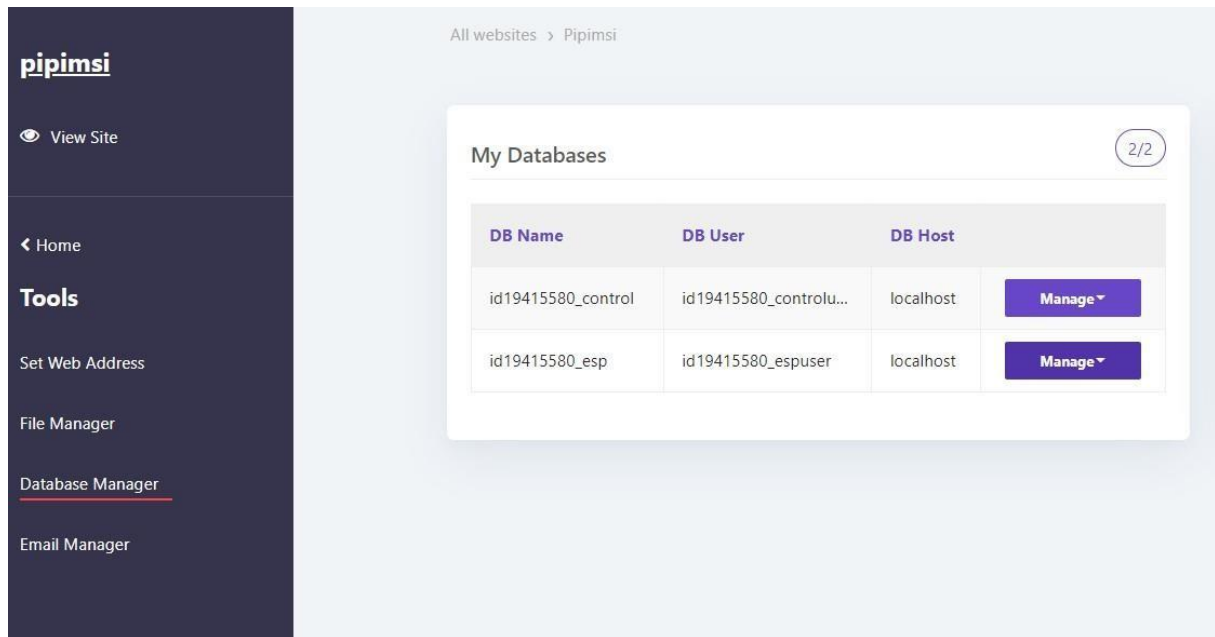 pipimsi
View Site
Home
Tools
Set Web Address
File Manager
Database Manager
Email Manager
All websites › Pipimsi
My Databases
2/2
DB Name DB User DB Host
id19415580_control id19415580_controlu... localhost Manage
id19415580_esp id19415580_espuser localhost Manage